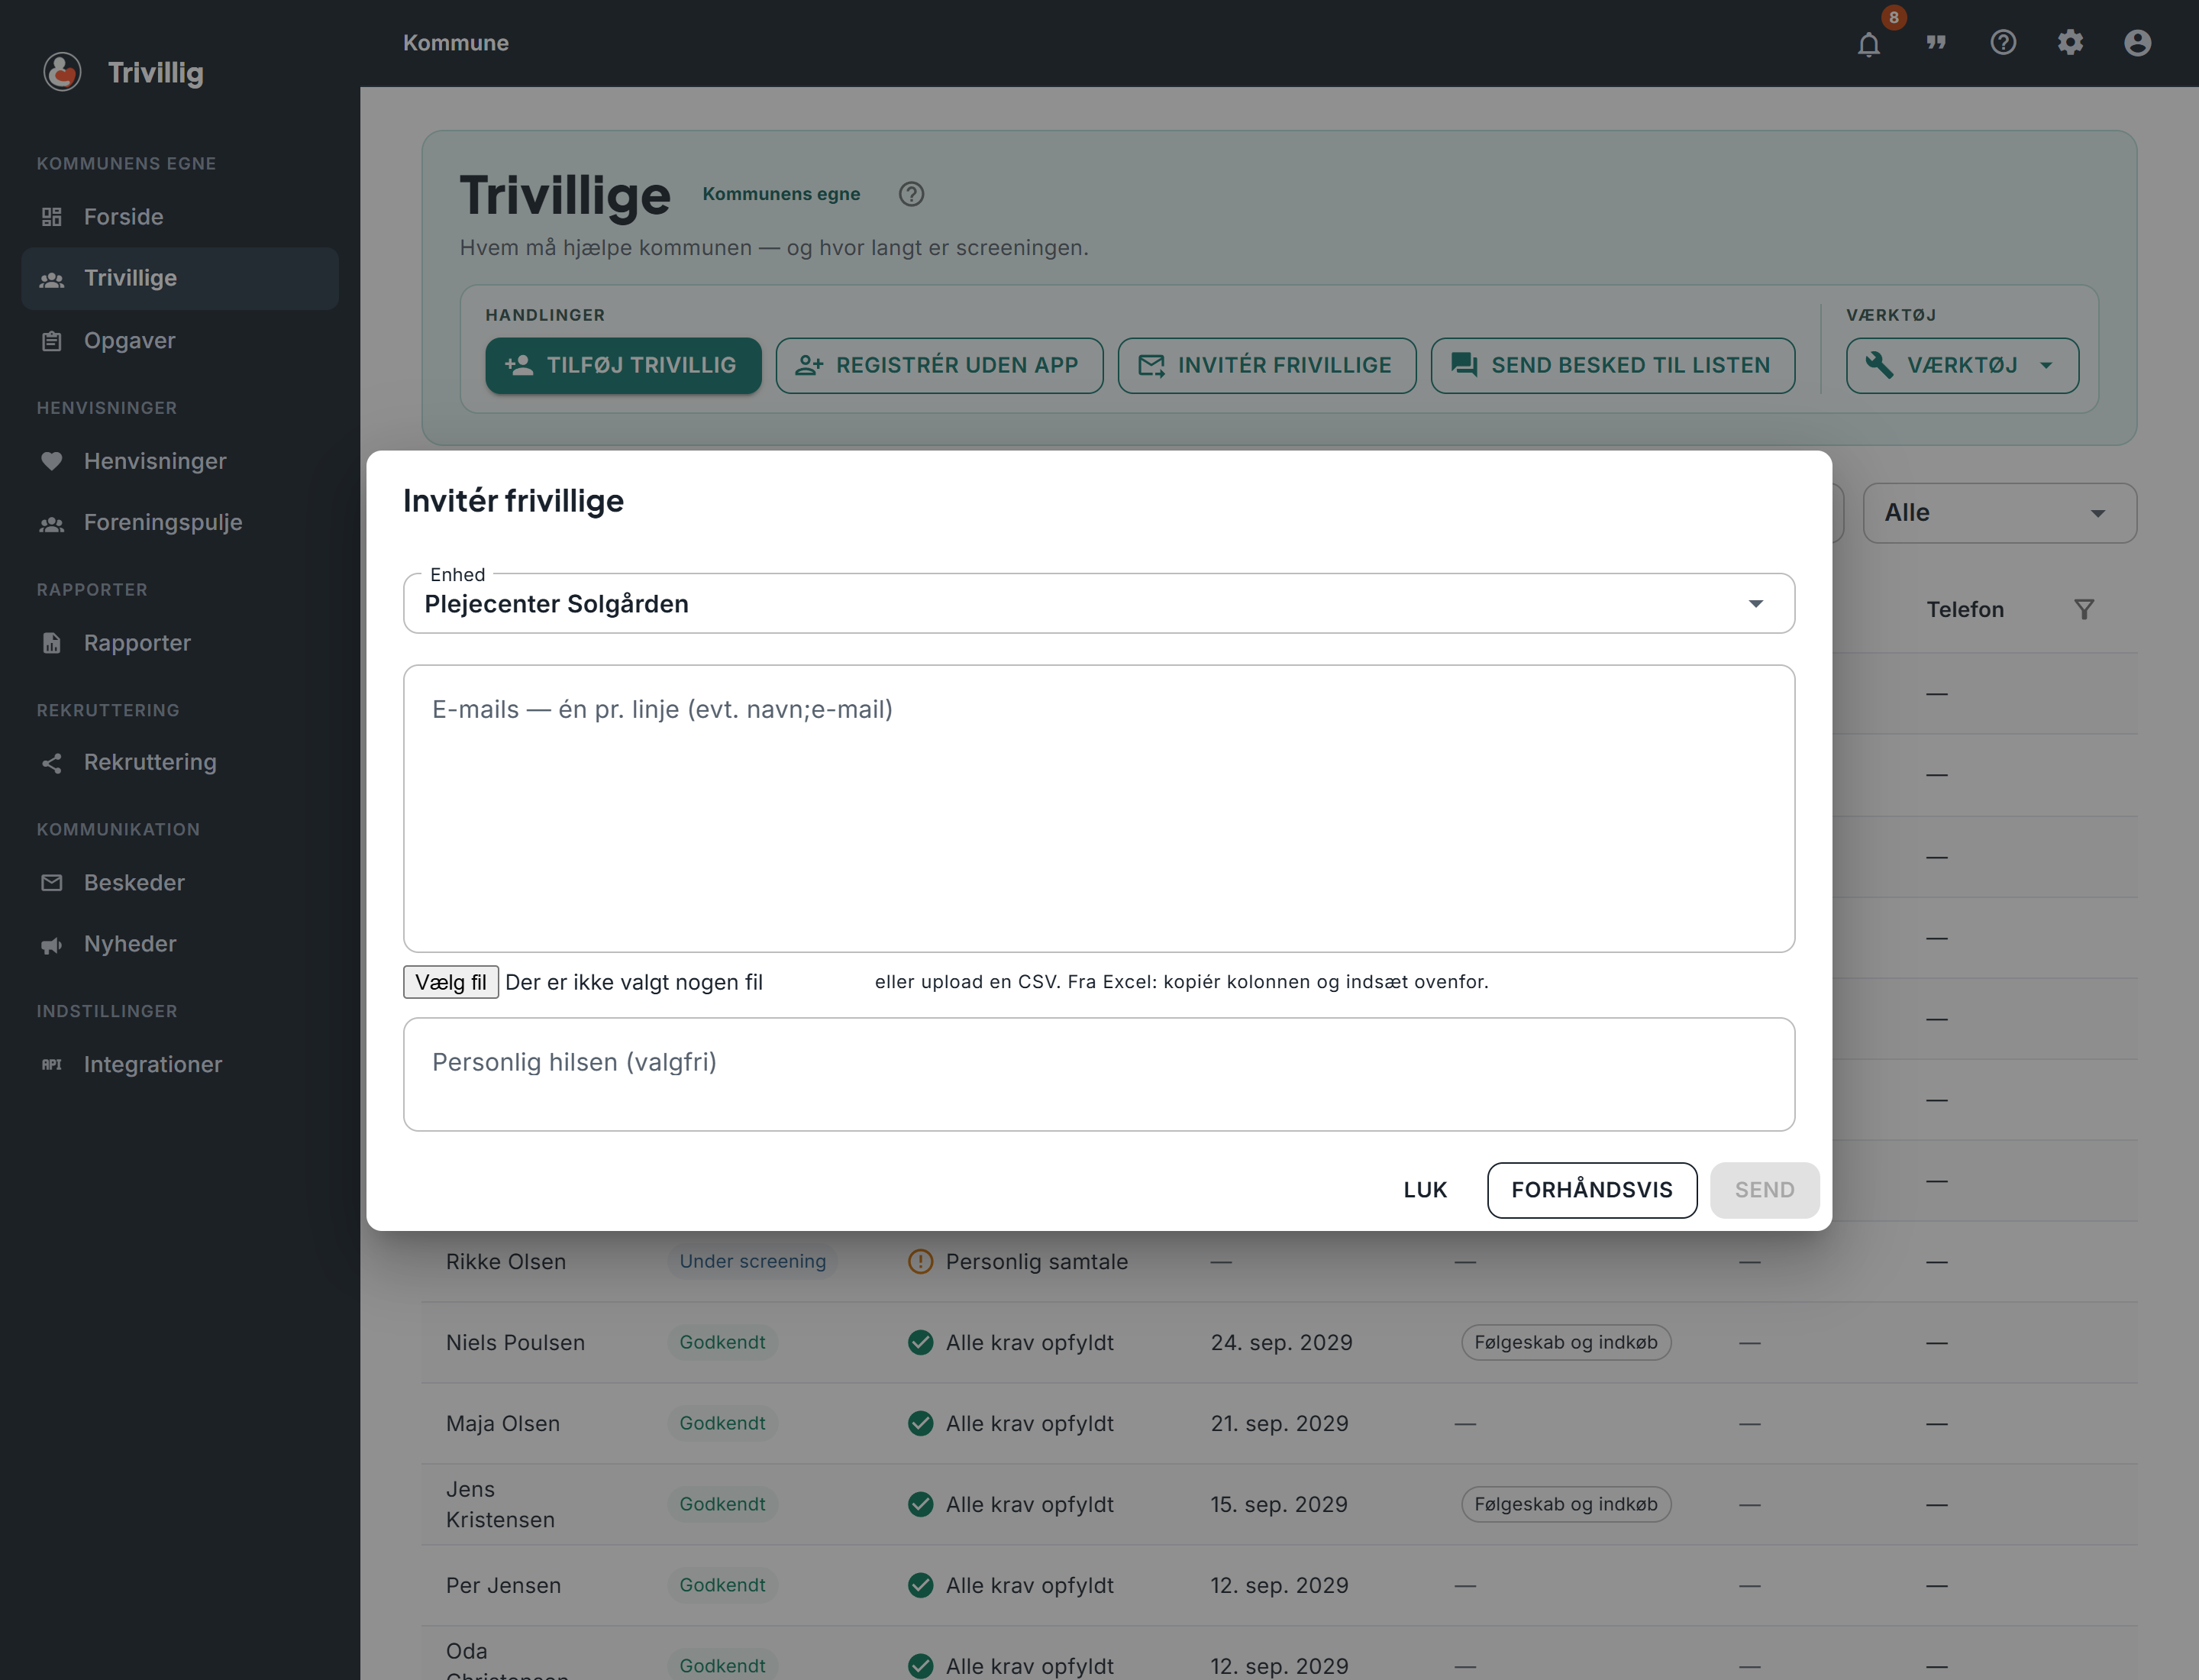 Trivillig
KOMMUNENS EGNE
Forside
Trivillige
Opgaver
HENVISNINGER
Henvisninger
Foreningspulje
RAPPORTER
Rapporter
REKRUTTERING
Rekruttering
KOMMUNIKATION
Beskeder
Nyheder
INDSTILLINGER
API Integrationer
Kommune
8
Trivillige Kommunens egne
Hvem må hjælpe kommunen — og hvor langt er screeningen.
HANDLINGER
TILFØJ TRIVILLIG REGISTRÉR UDEN APP INVITÉR FRIVILLIGE SEND BESKED TIL LISTEN
VÆRKTØJ
VÆRKTØJ
Alle
Telefon
—
—
—
—
—
—
—
Invitér frivillige
Enhed
Plejecenter Solgården
E-mails — én pr. linje (evt. navn;e-mail)
Vælg fil Der er ikke valgt nogen fil eller upload en CSV. Fra Excel: kopiér kolonnen og indsæt ovenfor.
Personlig hilsen (valgfri)
LUK FORHÅNDSVIS SEND
Rikke Olsen Under screening Personlig samtale — — — —
Niels Poulsen Godkendt Alle krav opfyldt 24. sep. 2029 Følgeskab og indkøb — —
Maja Olsen Godkendt Alle krav opfyldt 21. sep. 2029 — — —
Jens
Kristensen Godkendt Alle krav opfyldt 15. sep. 2029 Følgeskab og indkøb — —
Per Jensen Godkendt Alle krav opfyldt 12. sep. 2029 — — —
Oda
Godkendt Alle krav opfyldt 12. sep. 2029 — — —